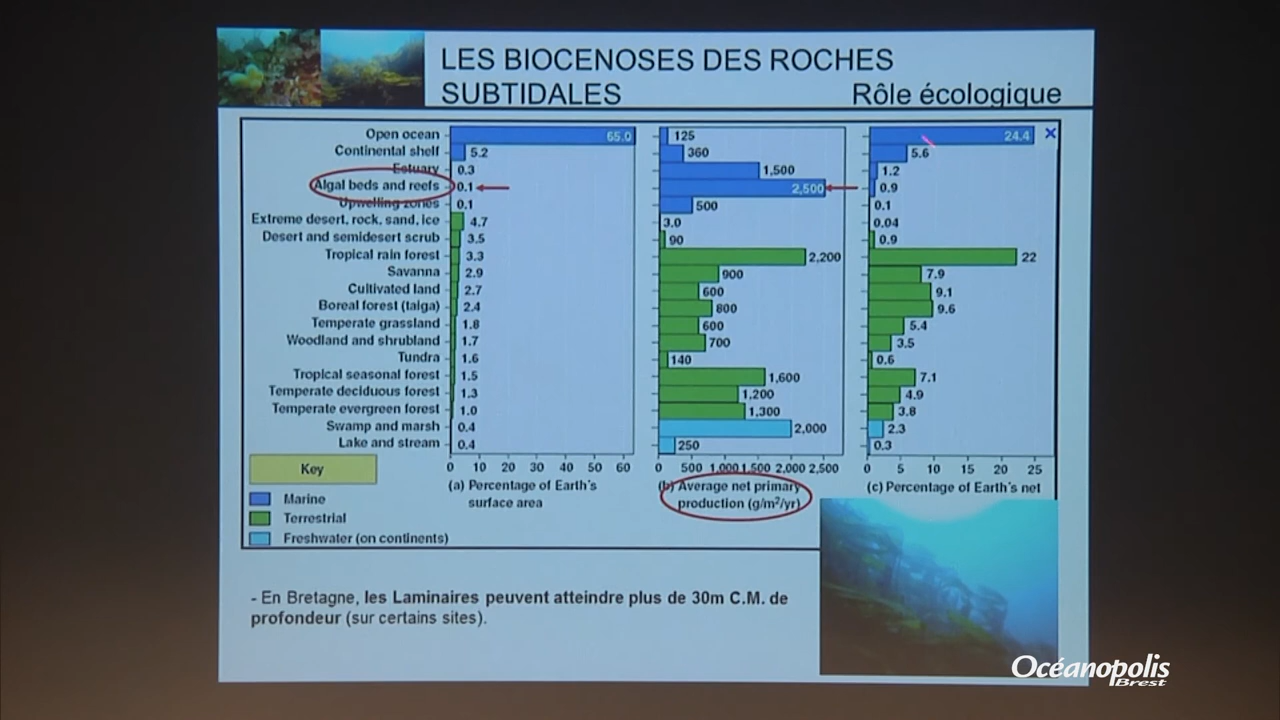 LES BIOCENOSES DES ROCHES
SUBTIDALES Rôle écologique
Open ocean 65.0 125 24.4
Continental shelf 5.2 360 5.6
Estuary 0.3 1,500 1.2
Algal beds and reefs 0.1 2,500 0.9
Upwelling zones 0.1 500 0.1
Extreme desert, rock, sand, ice 4.7 3.0 0.04
Desert and semidesert scrub 3.5 90 0.9
Tropical rain forest 3.3 2,200 22
Savanna 2.9 900 7.9
Cultivated land 2.7 600 9.1
Boreal forest (taiga) 2.4 800 9.6
Temperate grassland 1.8 600 5.4
Woodland and shrubland 1.7 700 3.5
Tundra 1.6 140 0.6
Tropical seasonal forest 1.5 1,600 7.1
Temperate deciduous forest 1.3 1,200 4.9
Temperate evergreen forest 1.0 1,300 3.8
Swamp and marsh 0.4 2,000 2.3
Lake and stream 0.4 250 0.3
0 10 20 30 40 50 60 0 500 1,000 1,500 2,000 2,500 0 5 10 15 20 25
Key
(a) Percentage of Earth's (b) Average net primary (c) Percentage of Earth's net
surface area production (g/m²/yr)
Marine
Terrestrial
Freshwater (on continents)
- En Bretagne, les Laminaires peuvent atteindre plus de 30m C.M. de
profondeur (sur certains sites).
Océanopolis
Brest